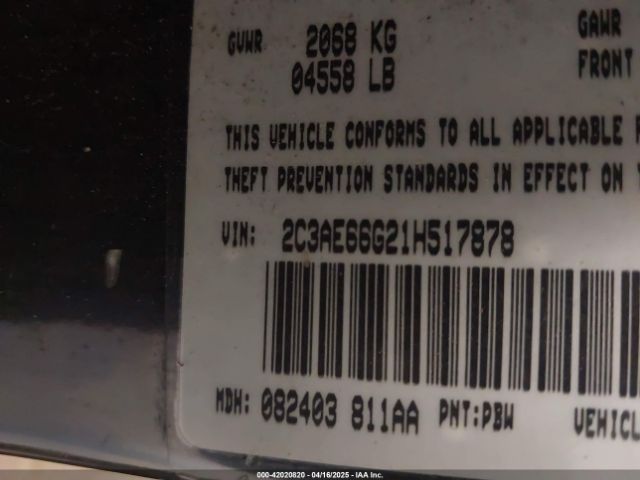 GVWR 2068 KG
04558 LB
GAWR
FRONT
THIS VEHICLE CONFORMS TO ALL APPLICABLE F
THEFT PREVENTION STANDARDS IN EFFECT ON T
VIN: 2C3AE66G21H517878
MDH: 082403 811AA PNT:PBW VEHICL
000-42020820 - 04/16/2025 - IAA Inc.